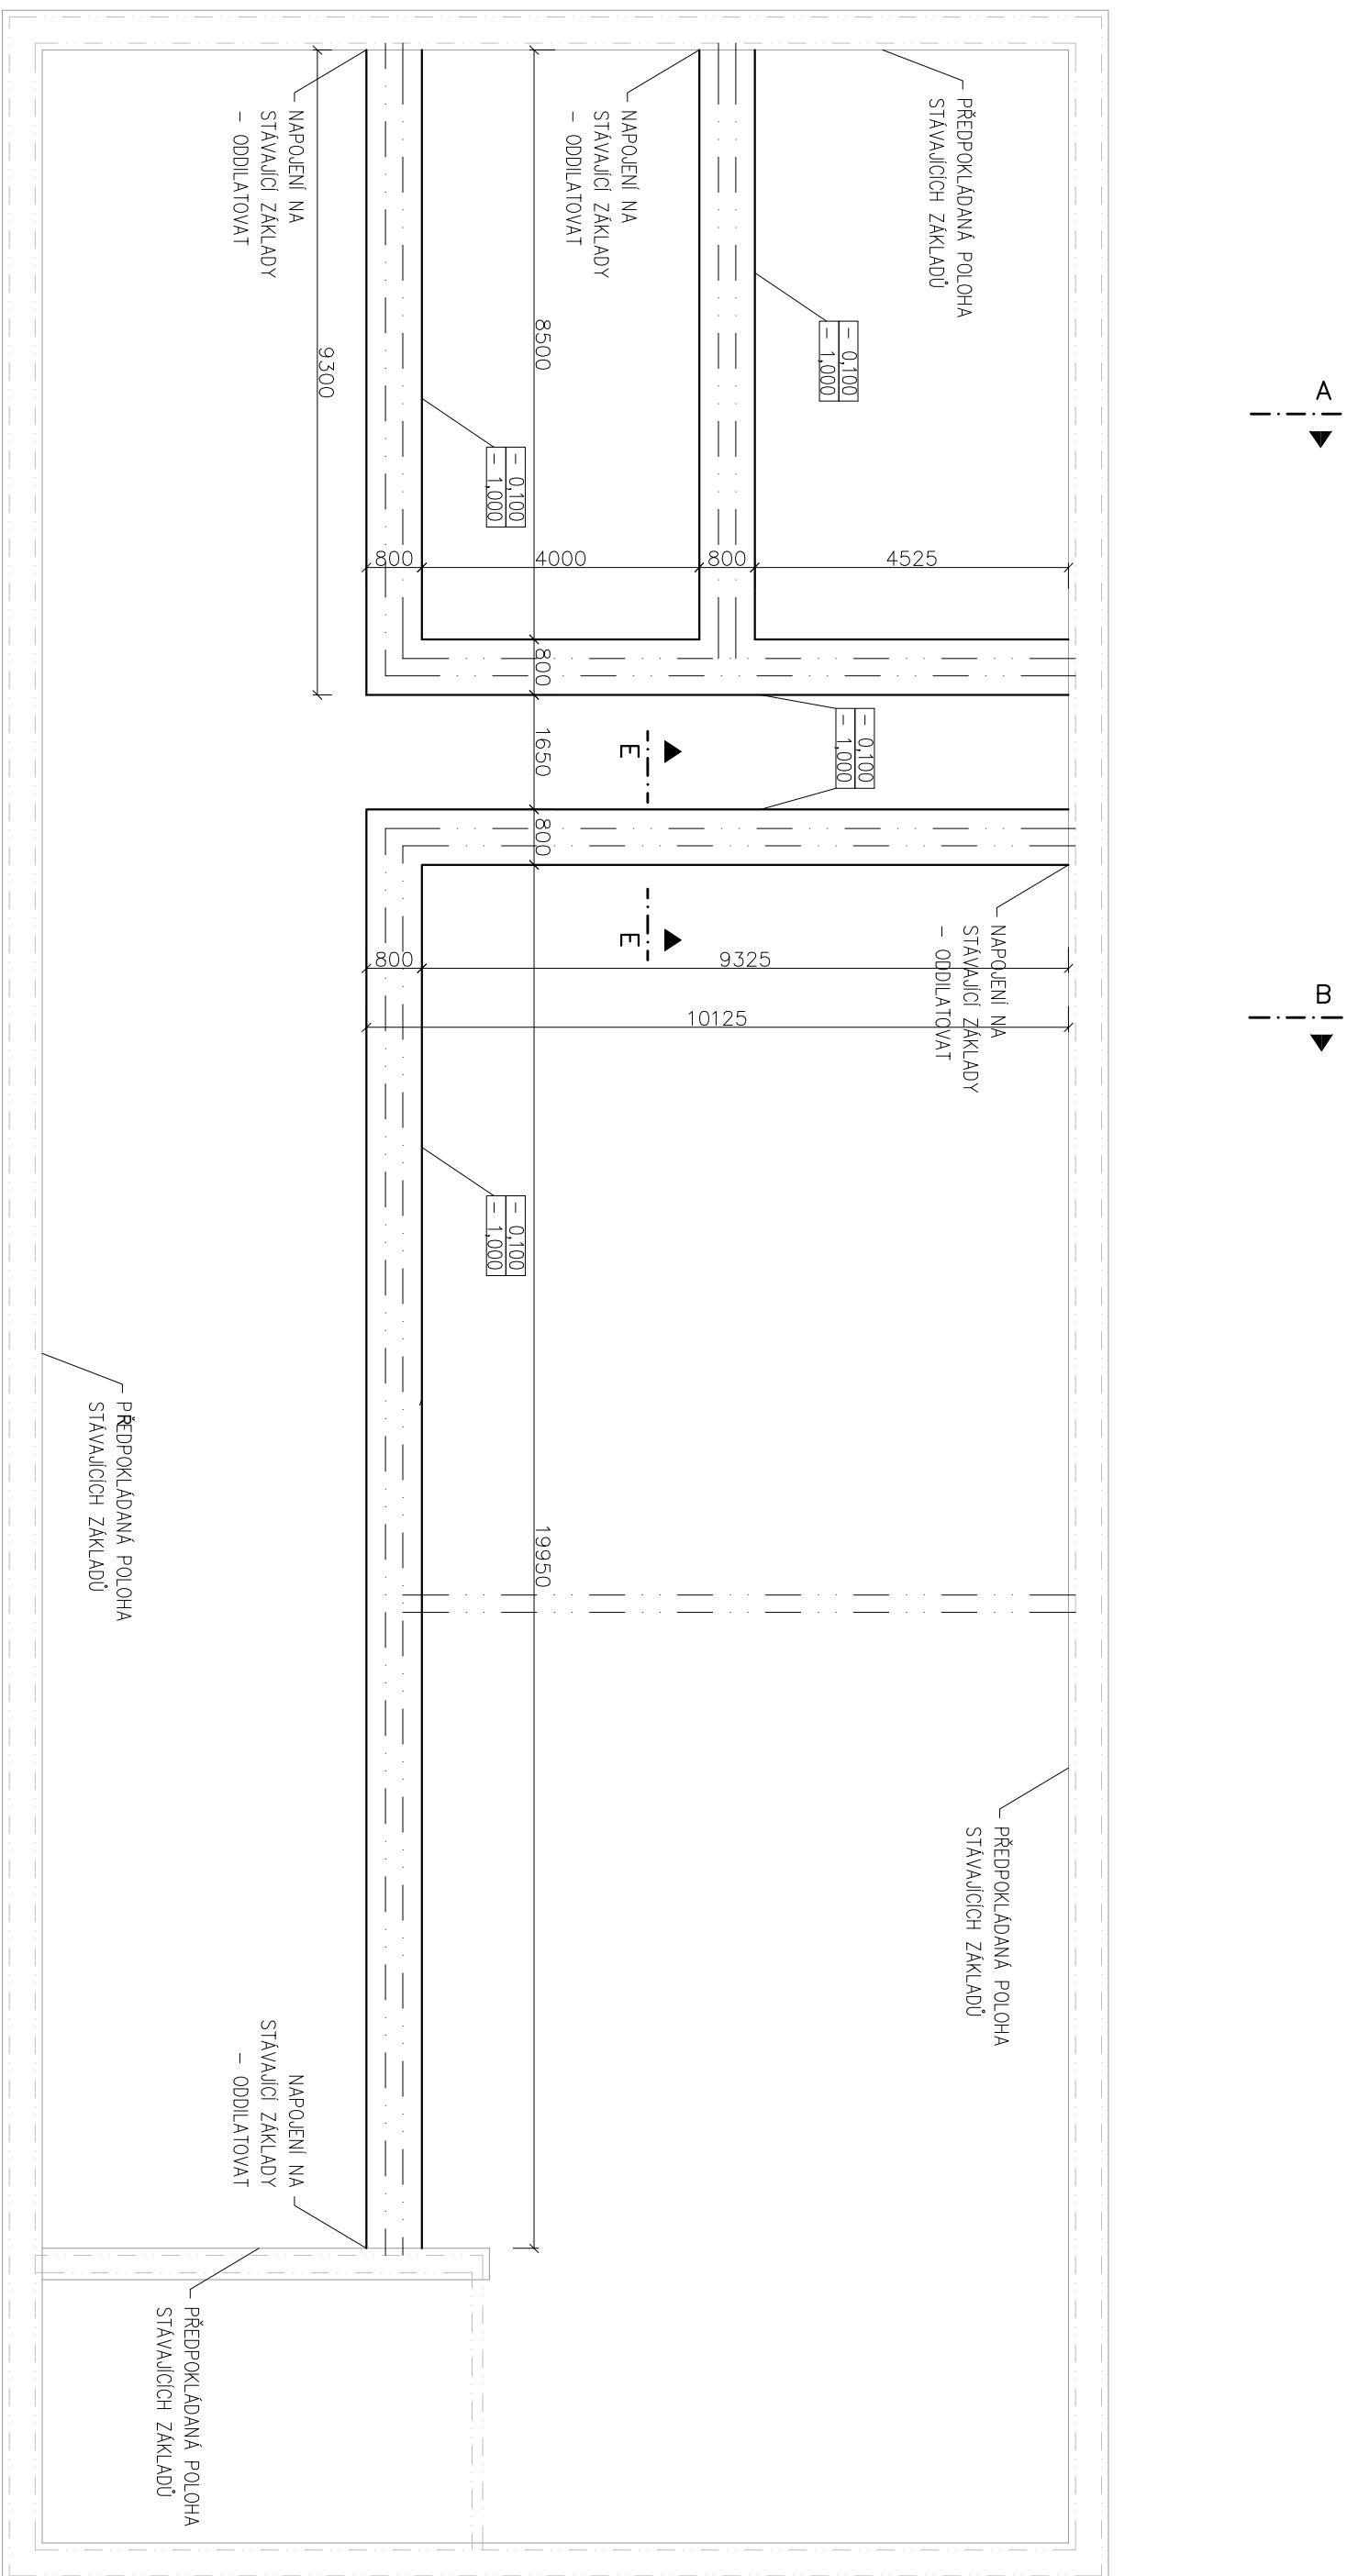 A
B
PŘEDPOKLÁDANÁ POLOHA
STÁVAJÍCÍCH ZÁKLADŮ
– 0,100
– 1,000
NAPOJENÍ NA
STÁVAJÍCÍ ZÁKLADY
– ODDILATOVAT
NAPOJENÍ NA
STÁVAJÍCÍ ZÁKLADY
– ODDILATOVAT
8500
9300
– 0,100
– 1,000
800
4000
800
4525
800
– 0,100
– 1,000
1650
E
800
E
NAPOJENÍ NA
STÁVAJÍCÍ ZÁKLADY
– ODDILATOVAT
800
9325
10125
– 0,100
– 1,000
19950
PŘEDPOKLÁDANÁ POLOHA
STÁVAJÍCÍCH ZÁKLADŮ
PŘEDPOKLÁDANÁ POLOHA
STÁVAJÍCÍCH ZÁKLADŮ
NAPOJENÍ NA
STÁVAJÍCÍ ZÁKLADY
– ODDILATOVAT
PŘEDPOKLÁDANÁ POLOHA
STÁVAJÍCÍCH ZÁKLADŮ